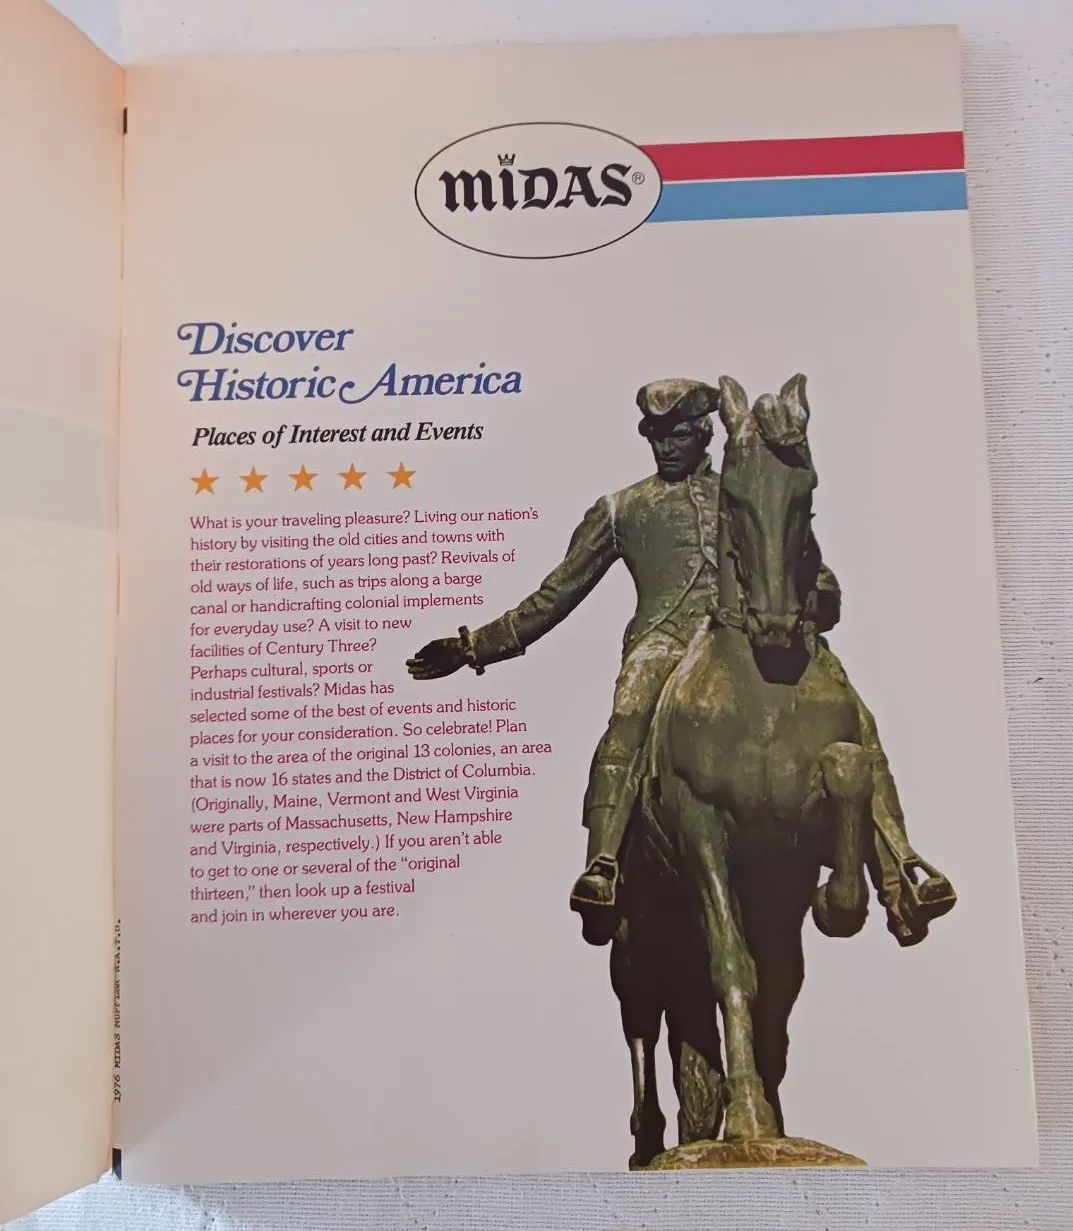 MIDAS®
Discover
Historic America
Places of Interest and Events
What is your traveling pleasure? Living our nation's
history by visiting the old cities and towns with
their restorations of years long past? Revivals of
old ways of life, such as trips along a barge
canal or handicrafting colonial implements
for everyday use? A visit to new
facilities of Century Three?
Perhaps cultural, sports or
industrial festivals? Midas has
selected some of the best of events and historic
places for your consideration. So celebrate! Plan
a visit to the area of the original 13 colonies, an area
that is now 16 states and the District of Columbia.
(Originally, Maine, Vermont and West Virginia
were parts of Massachusetts, New Hampshire
and Virginia, respectively.) If you aren't able
to get to one or several of the "original
thirteen," then look up a festival
and join in wherever you are.
1976 MIDAS MUFFLER